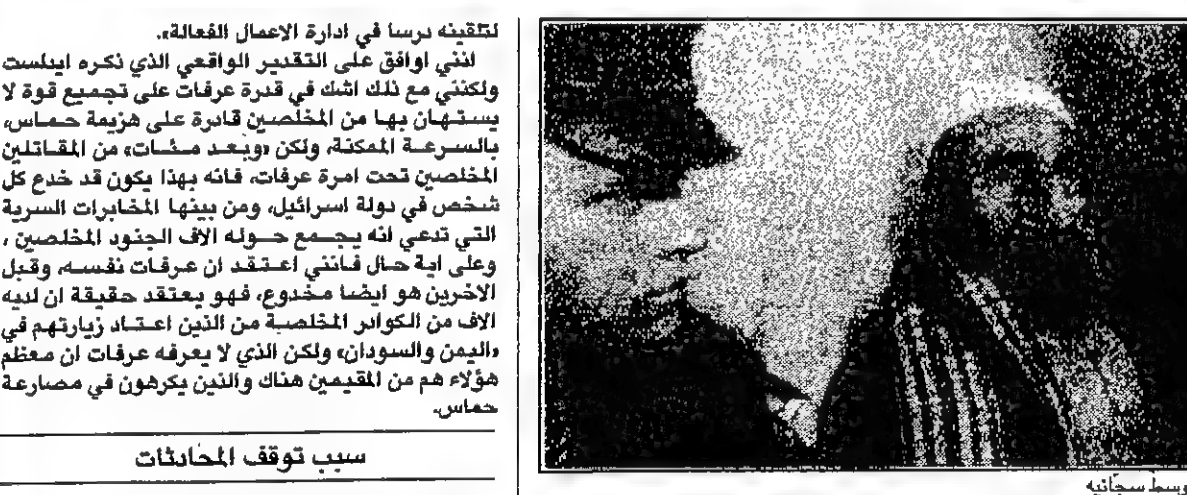 لتلقينه درسا في ادارة الاعمال الفعالة».
انني اوافق على التقدير الواقعي الذي ذكره ايبلست
ولكنني مع ذلك اشك في قدرة عرفات على تجميع قوة لا
يستهان بها من المخلصين قادرة على هزيمة حماس،
بالسرعة الممكنة، ولكن «وبعد مئات» من المقاتلين
المخلصين تحت امرة عرفات، فانه بهذا يكون قد خدع كل
شخص في دولة اسرائيل، ومن بينها المخابرات السرية
التي تدعي انه يجمع حوله الاف الجنود المخلصين ،
وعلى اية حال فانني اعتقد ان عرفات نفسه، وقبل
الاخرين هو ايضا مخدوع، فهو يعتقد حقيقة ان لديه
الاف من الكوادر المخلصة من الذين اعتاد زيارتهم في
«اليمن والسودان» ولكن الذي لا يعرفه عرفات ان معظم
هؤلاء هم من المقيمين هناك والذين يكرهون في مصارعة
حماس.
سبب توقف المحادثات
وسط سجّانيه